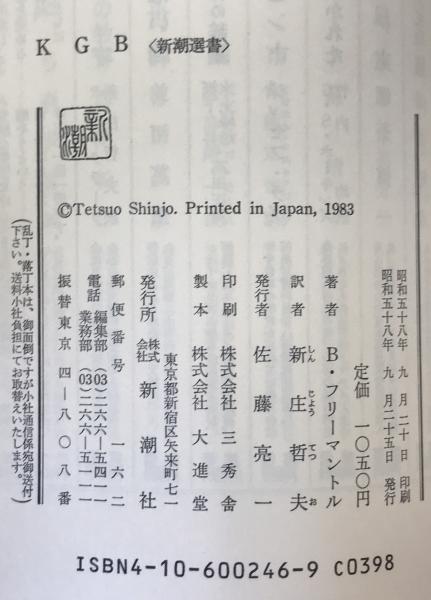 KGB〈新潮選書〉
新潮
©Tetsuo Shinjo. Printed in Japan, 1983
昭和五十八年 九月二十日 印刷
昭和五十八年 九月二十五日 発行
定価 一〇五〇円
著者 B・フリーマントル
訳者 新庄哲夫
しん じょう てつ お
発行者 佐藤亮一
印刷 株式会社 三秀舎
製本 株式会社 大進堂
東京都新宿区矢来町七一
発行所 株式会社 新潮社
郵便番号 一六二
電話 編集部(03)二六六―五四一一
業務部(03)二六六―五一一一
振替東京四―八〇八番
(乱丁・落丁本は、御面倒ですが小社通信係宛御送付
下さい。送料小社負担にてお取替えいたします。)
ISBN4-10-600246-9 C0398